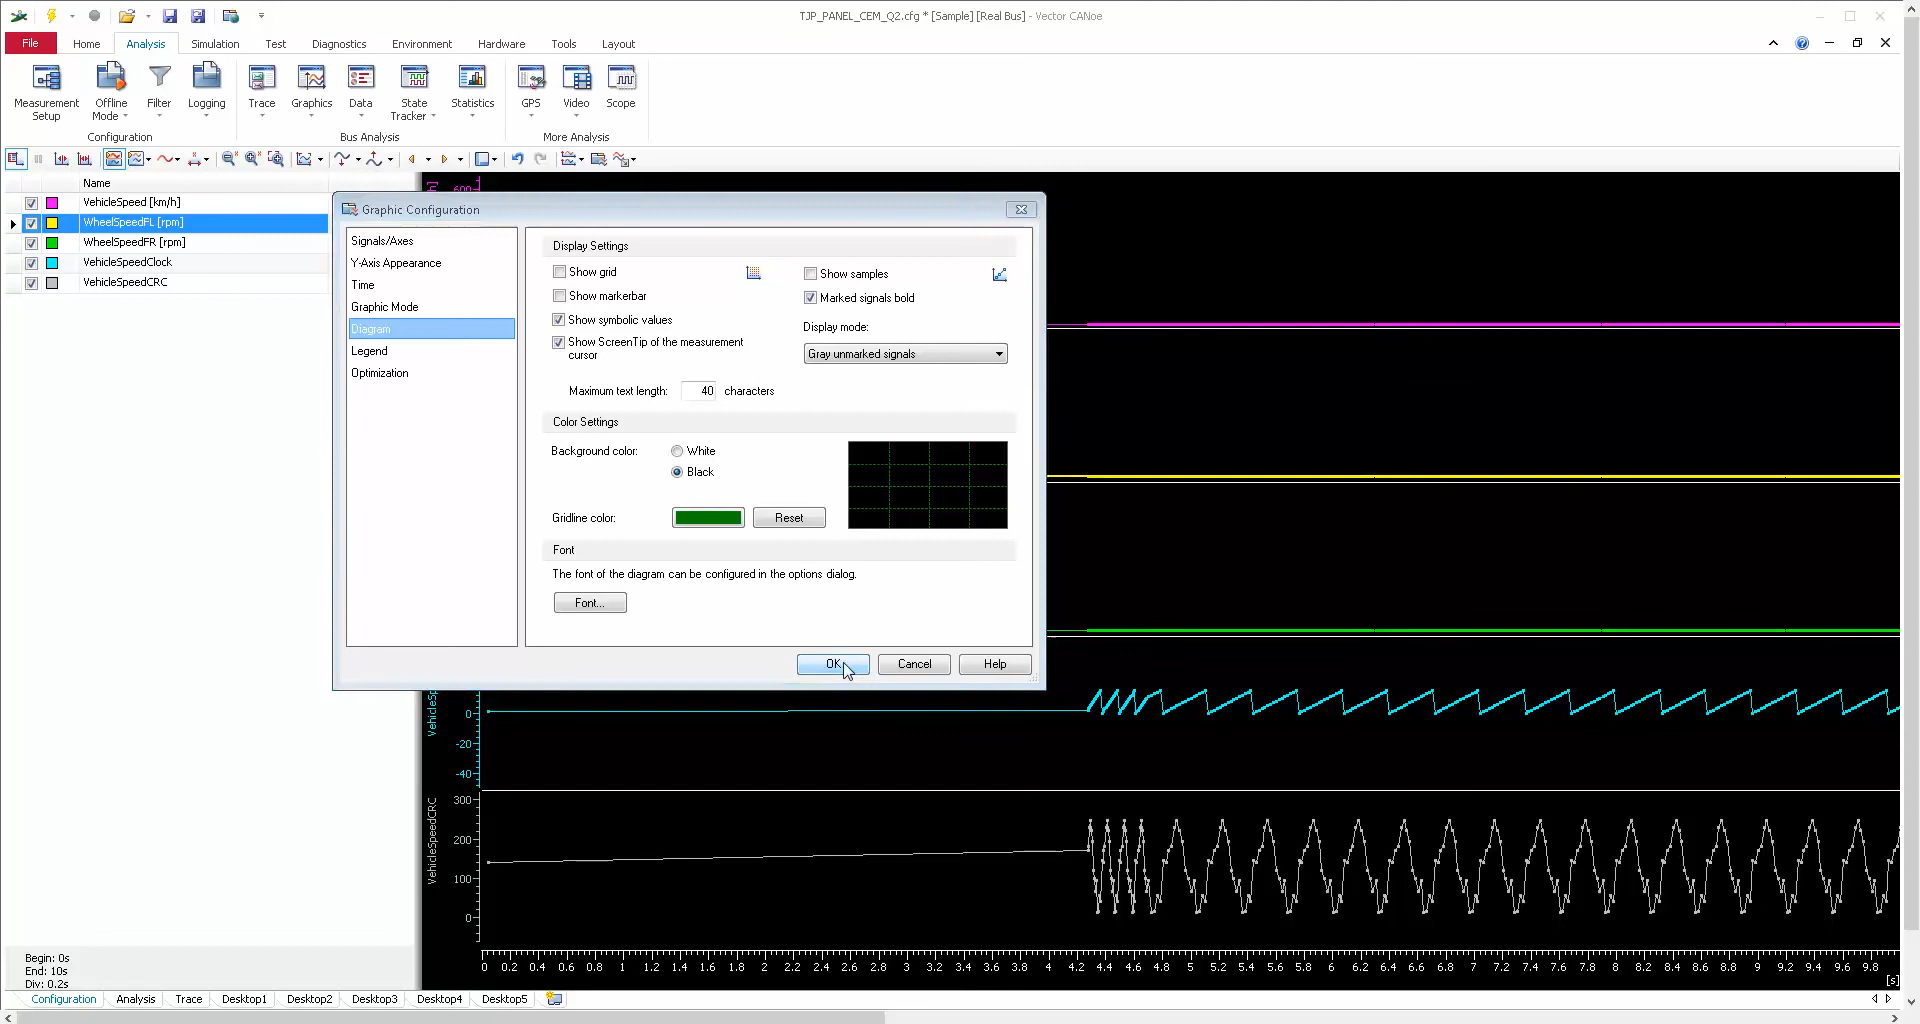 TJP_PANEL_CEM_Q2.cfg * [Sample] [Real Bus] - Vector CANoe
File
Home
Analysis
Simulation
Test
Diagnostics
Environment
Hardware
Tools
Layout
Measurement Setup
Offline Mode
Filter
Logging
Trace
Graphics
Data
State Tracker
Statistics
GPS
Video
Scope
Configuration
Bus Analysis
More Analysis
Name
VehicleSpeed [km/h]
WheelSpeedFL [rpm]
WheelSpeedFR [rpm]
VehicleSpeedClock
VehicleSpeedCRC
Graphic Configuration
Signals/Axes
Y-Axis Appearance
Time
Graphic Mode
Diagram
Legend
Optimization
Display Settings
Show grid
Show samples
Show markerbar
Marked signals bold
Show symbolic values
Display mode:
Show ScreenTip of the measurement
cursor
Gray unmarked signals
Maximum text length: 40 characters
Color Settings
Background color:
White
Black
Gridline color:
Reset
Font
The font of the diagram can be configured in the options dialog.
Font...
OK
Cancel
Help
0
-20
-40
VehicleSpeedCRC
300
200
100
0
0 0.2 0.4 0.6 0.8 1 1.2 1.4 1.6 1.8 2 2.2 2.4 2.6 2.8 3 3.2 3.4 3.6 3.8 4 4.2 4.4 4.6 4.8 5 5.2 5.4 5.6 5.8 6 6.2 6.4 6.6 6.8 7 7.2 7.4 7.6 7.8 8 8.2 8.4 8.6 8.8 9 9.2 9.4 9.6 9.8
[s]
Begin: 0s
End: 10s
Div: 0.2s
Configuration
Analysis
Trace
Desktop1
Desktop2
Desktop3
Desktop4
Desktop5